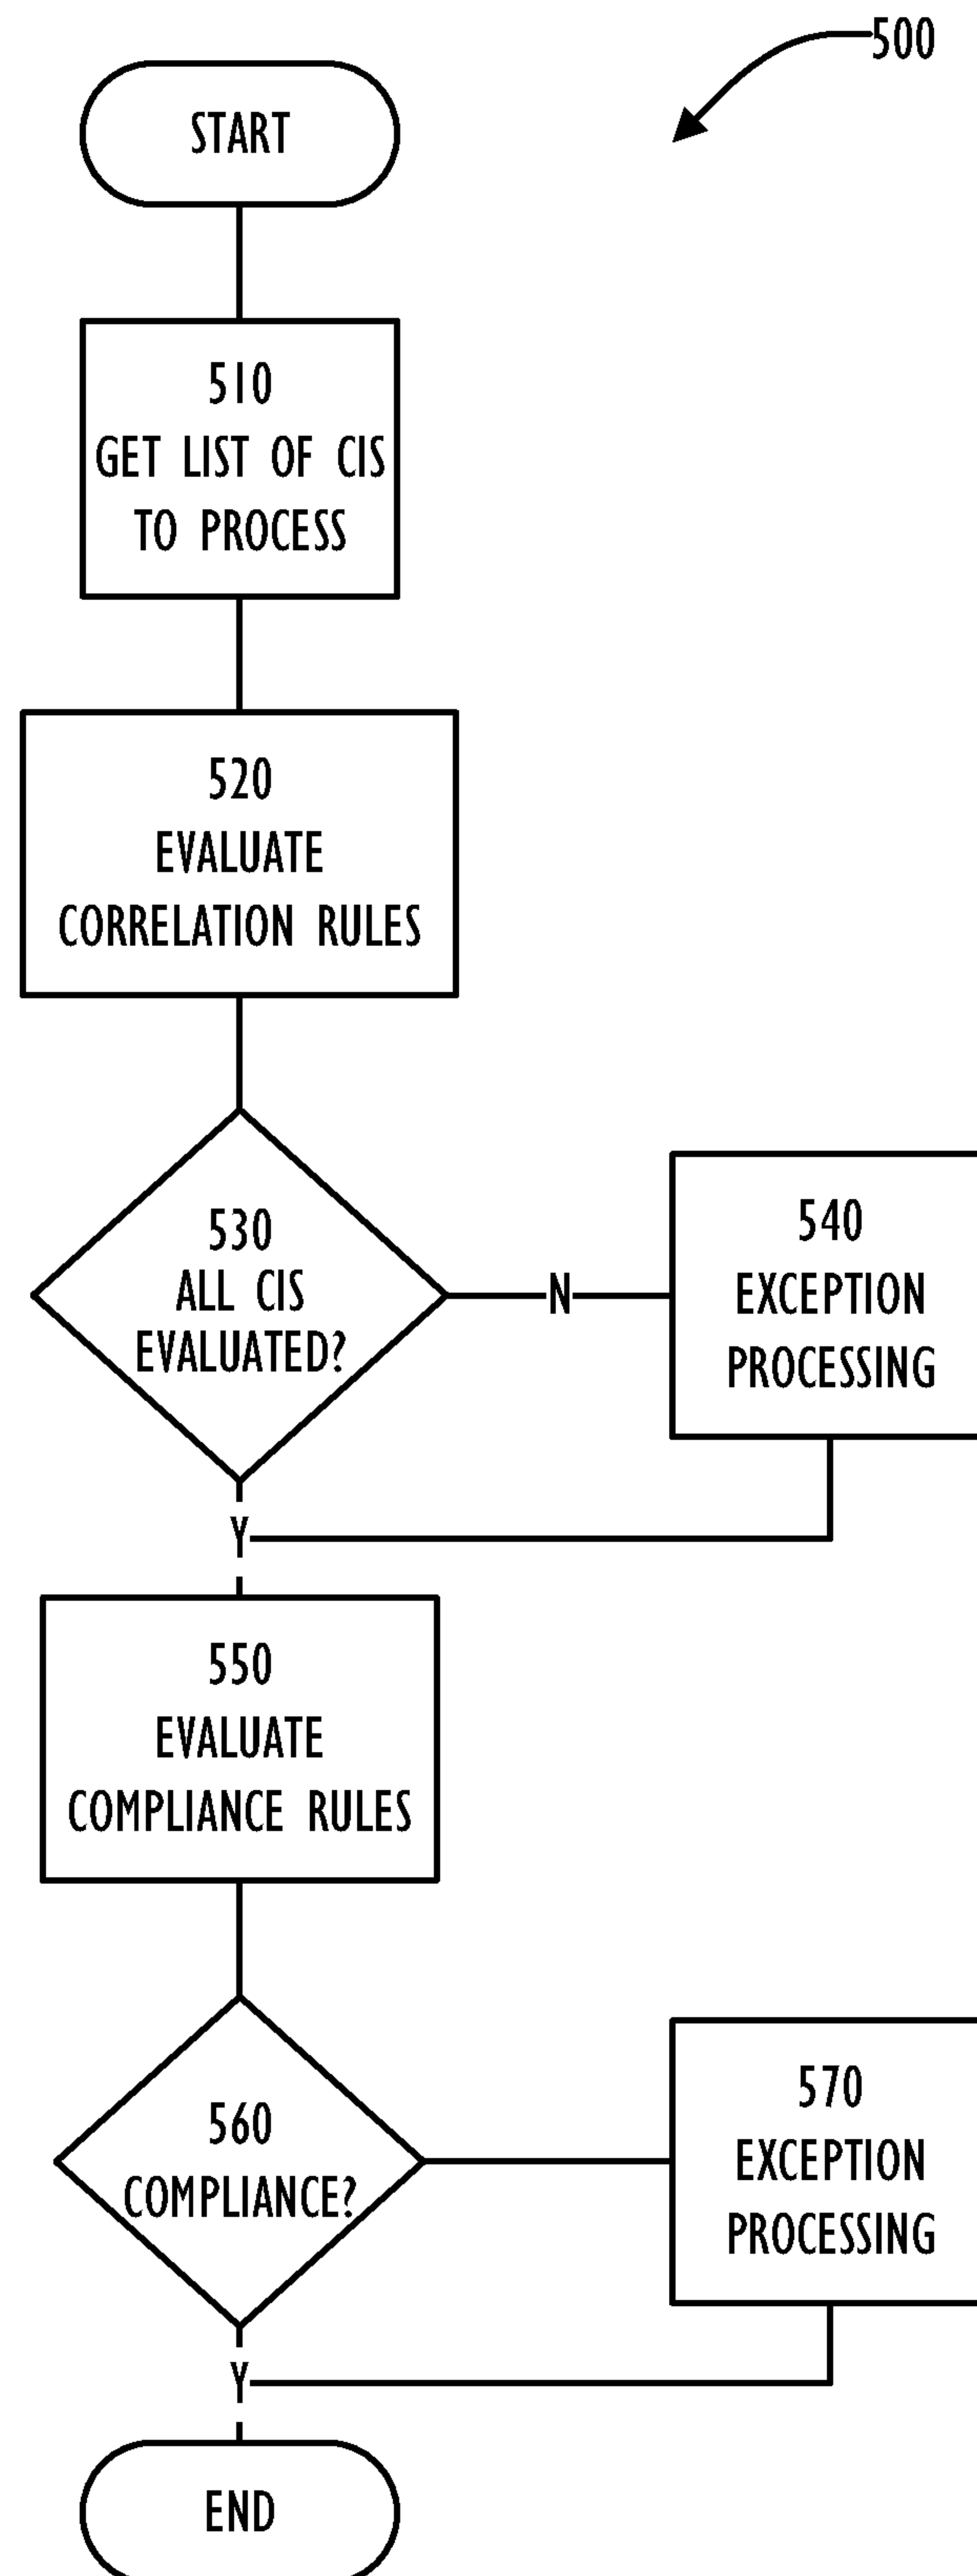 500
START
510
GET LIST OF CIS
TO PROCESS
520
EVALUATE
CORRELATION RULES
530
ALL CIS
EVALUATED?
N
540
EXCEPTION
PROCESSING
Y
550
EVALUATE
COMPLIANCE RULES
560
COMPLIANCE?
570
EXCEPTION
PROCESSING
Y
END